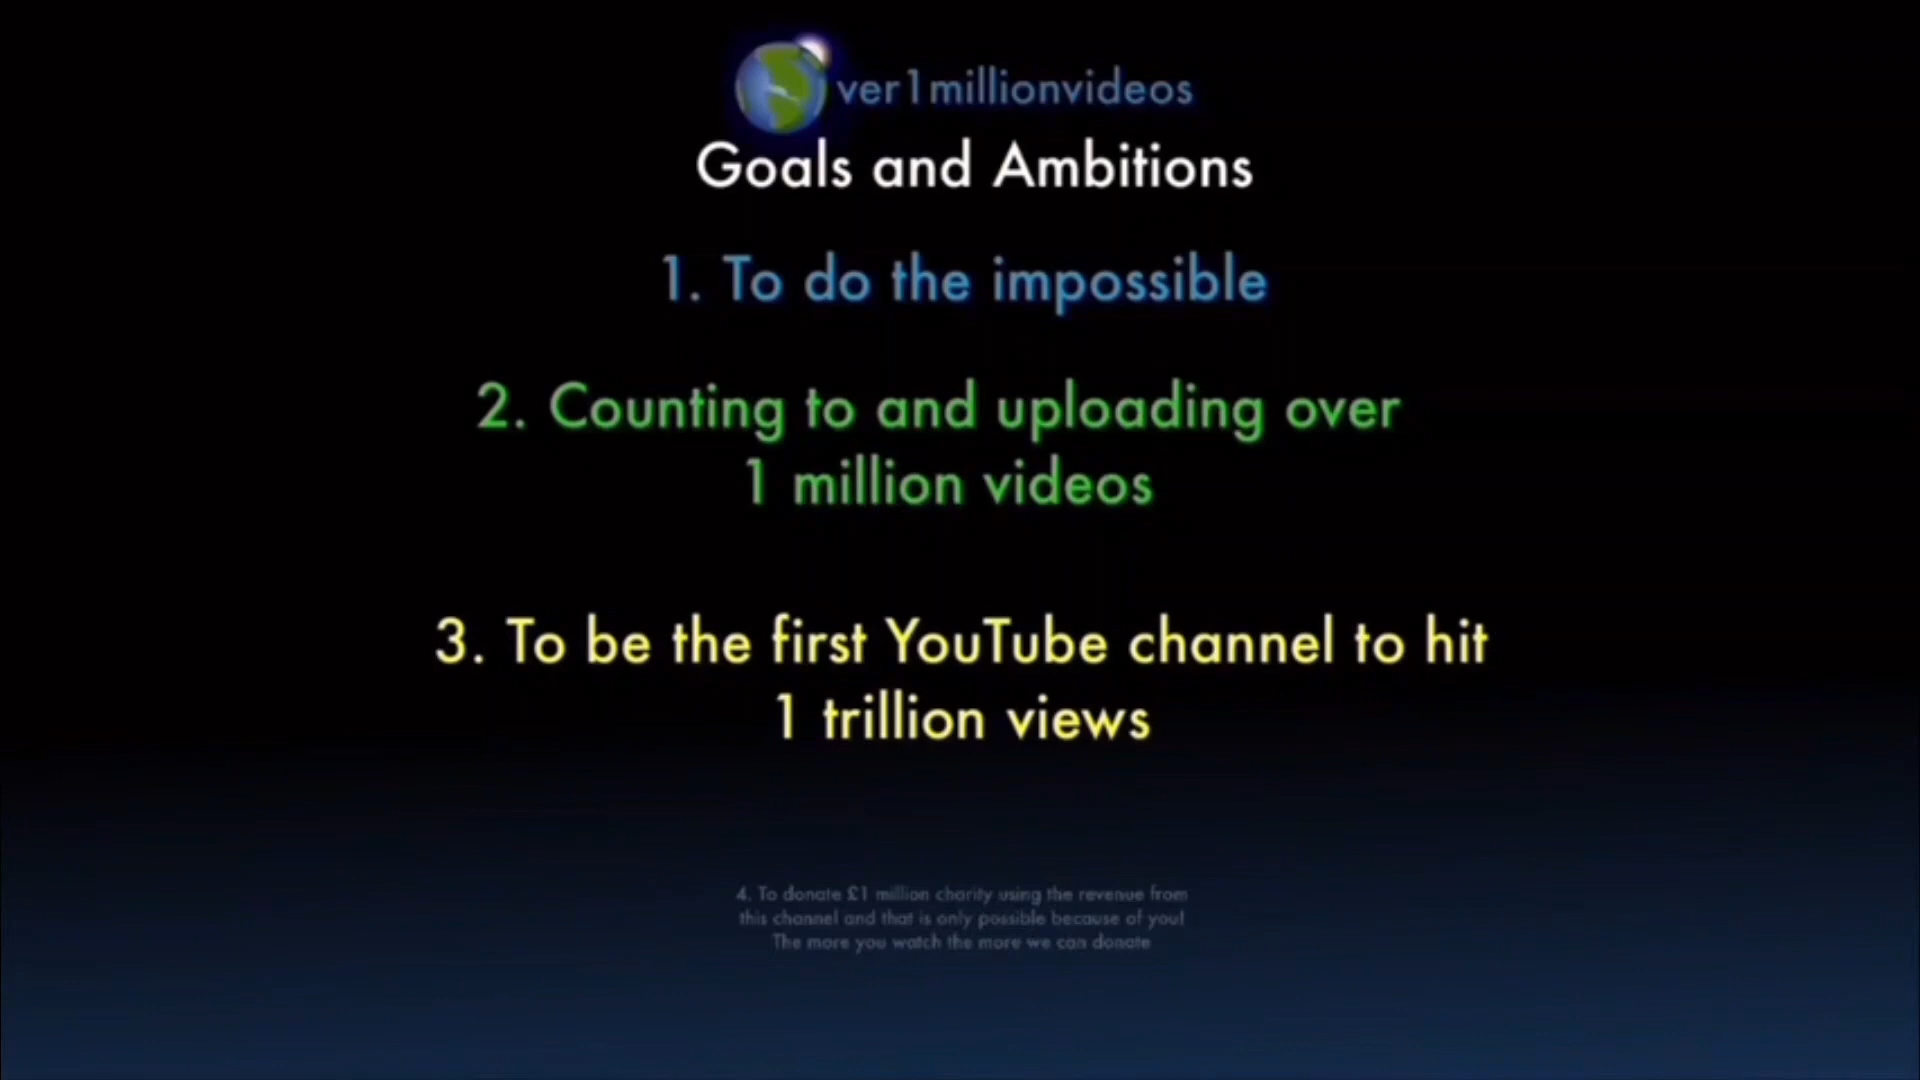 ver1millionvideos
Goals and Ambitions
1. To do the impossible
2. Counting to and uploading over
1 million videos
3. To be the first YouTube channel to hit
1 trillion views
4. To donate £1 million charity using the revenue from
this channel and that is only possible because of you!
The more you watch the more we can donate